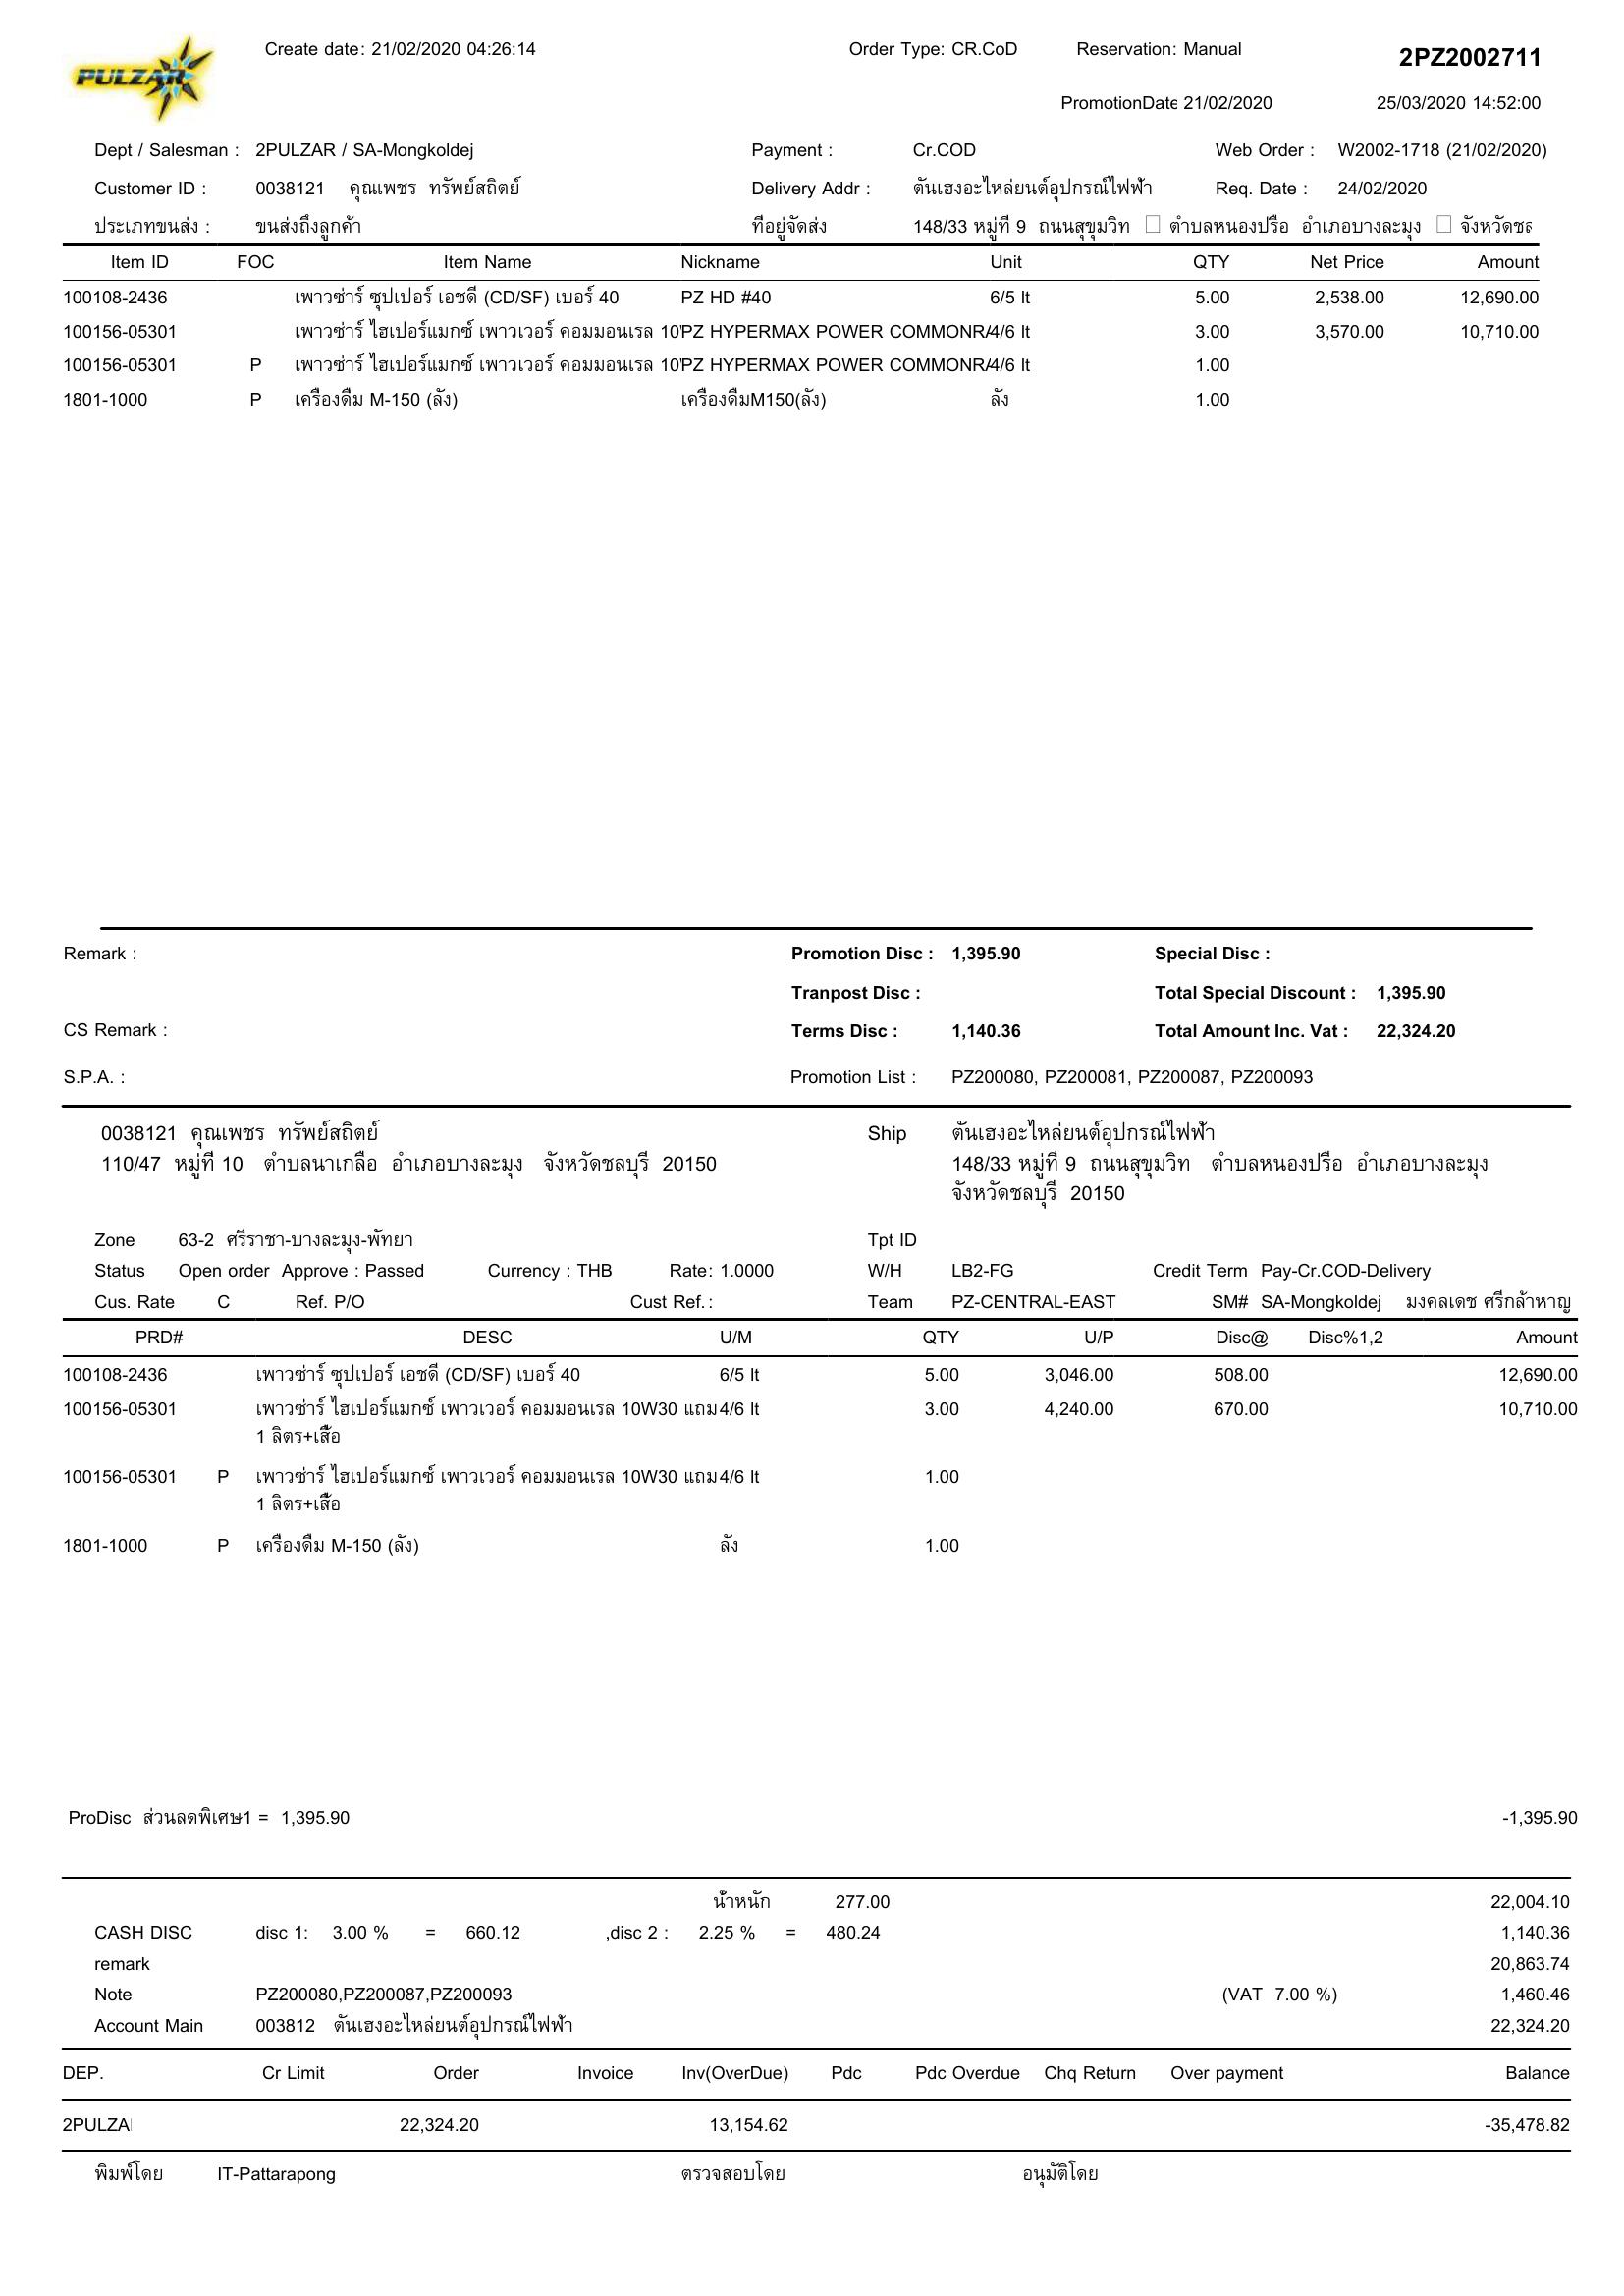 PULZAR
Create date: 21/02/2020 04:26:14 Order Type: CR.CoD Reservation: Manual 2PZ2002711
PromotionDate 21/02/2020 25/03/2020 14:52:00
Dept / Salesman : 2PULZAR / SA-Mongkoldej Payment : Cr.COD Web Order : W2002-1718 (21/02/2020)
Customer ID : 0038121 คุณเพชร ทรัพย์สถิตย์ Delivery Addr : ตันเฮงอะไหล่ยนต์อุปกรณ์ไฟฟ้า Req. Date : 24/02/2020
ประเภทขนส่ง : ขนส่งถึงลูกค้า ที่อยู่จัดส่ง 148/33 หมู่ที่ 9 ถนนสุขุมวิท ตำบลหนองปรือ อำเภอบางละมุง จังหวัดชล
Item ID FOC Item Name Nickname Unit QTY Net Price Amount
100108-2436 เพาวซ่าร์ ซุปเปอร์ เอชดี (CD/SF) เบอร์ 40 PZ HD #40 6/5 lt 5.00 2,538.00 12,690.00
100156-05301 เพาวซ่าร์ ไฮเปอร์แมกซ์ เพาวเวอร์ คอมมอนเรล 10 PZ HYPERMAX POWER COMMONRA 4/6 lt 3.00 3,570.00 10,710.00
100156-05301 P เพาวซ่าร์ ไฮเปอร์แมกซ์ เพาวเวอร์ คอมมอนเรล 10 PZ HYPERMAX POWER COMMONRA 4/6 lt 1.00
1801-1000 P เครื่องดื่ม M-150 (ลัง) เครื่องดื่มM150(ลัง) ลัง 1.00
Remark : Promotion Disc : 1,395.90 Special Disc :
Tranpost Disc : Total Special Discount : 1,395.90
CS Remark : Terms Disc : 1,140.36 Total Amount Inc. Vat : 22,324.20
S.P.A. : Promotion List : PZ200080, PZ200081, PZ200087, PZ200093
0038121 คุณเพชร ทรัพย์สถิตย์ Ship ตันเฮงอะไหล่ยนต์อุปกรณ์ไฟฟ้า
110/47 หมู่ที่ 10 ตำบลนาเกลือ อำเภอบางละมุง จังหวัดชลบุรี 20150 148/33 หมู่ที่ 9 ถนนสุขุมวิท ตำบลหนองปรือ อำเภอบางละมุง
จังหวัดชลบุรี 20150
Zone 63-2 ศรีราชา-บางละมุง-พัทยา Tpt ID
Status Open order Approve : Passed Currency : THB Rate: 1.0000 W/H LB2-FG Credit Term Pay-Cr.COD-Delivery
Cus. Rate C Ref. P/O Cust Ref.: Team PZ-CENTRAL-EAST SM# SA-Mongkoldej มงคลเดช ศรีกล้าหาญ
PRD# DESC U/M QTY U/P Disc@ Disc%1,2 Amount
100108-2436 เพาวซ่าร์ ซุปเปอร์ เอชดี (CD/SF) เบอร์ 40 6/5 lt 5.00 3,046.00 508.00 12,690.00
100156-05301 เพาวซ่าร์ ไฮเปอร์แมกซ์ เพาวเวอร์ คอมมอนเรล 10W30 แถม 4/6 lt 3.00 4,240.00 670.00 10,710.00
1 ลิตร+เสื้อ
100156-05301 P เพาวซ่าร์ ไฮเปอร์แมกซ์ เพาวเวอร์ คอมมอนเรล 10W30 แถม 4/6 lt 1.00
1 ลิตร+เสื้อ
1801-1000 P เครื่องดื่ม M-150 (ลัง) ลัง 1.00
ProDisc ส่วนลดพิเศษ1 = 1,395.90 -1,395.90
น้ำหนัก 277.00 22,004.10
CASH DISC disc 1: 3.00 % = 660.12 ,disc 2 : 2.25 % = 480.24 1,140.36
remark 20,863.74
Note PZ200080,PZ200087,PZ200093 (VAT 7.00 %) 1,460.46
Account Main 003812 ตันเฮงอะไหล่ยนต์อุปกรณ์ไฟฟ้า 22,324.20
DEP. Cr Limit Order Invoice Inv(OverDue) Pdc Pdc Overdue Chq Return Over payment Balance
2PULZA 22,324.20 13,154.62 -35,478.82
พิมพ์โดย IT-Pattarapong ตรวจสอบโดย อนุมัติโดย